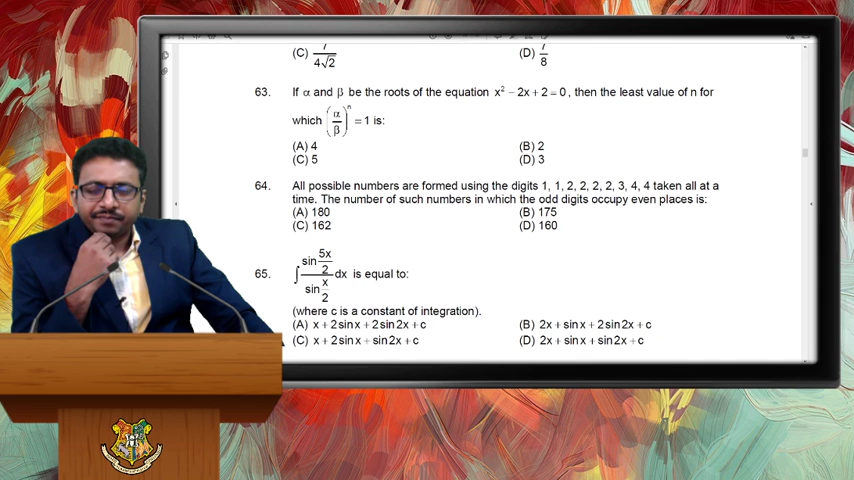 (C) 7/4√2 (D) 7/8
63. If α and β be the roots of the equation x² − 2x + 2 = 0, then the least value of n for
which (α/β)ⁿ = 1 is:
(A) 4 (B) 2
(C) 5 (D) 3
64. All possible numbers are formed using the digits 1, 1, 2, 2, 2, 2, 3, 4, 4 taken all at a
time. The number of such numbers in which the odd digits occupy even places is:
(A) 180 (B) 175
(C) 162 (D) 160
65. ∫ (sin 5x/2)/(sin x/2) dx is equal to:
(where c is a constant of integration).
(A) x + 2sinx + 2sin2x + c (B) 2x + sinx + 2sin2x + c
(C) x + 2sinx + sin2x + c (D) 2x + sinx + sin2x + c